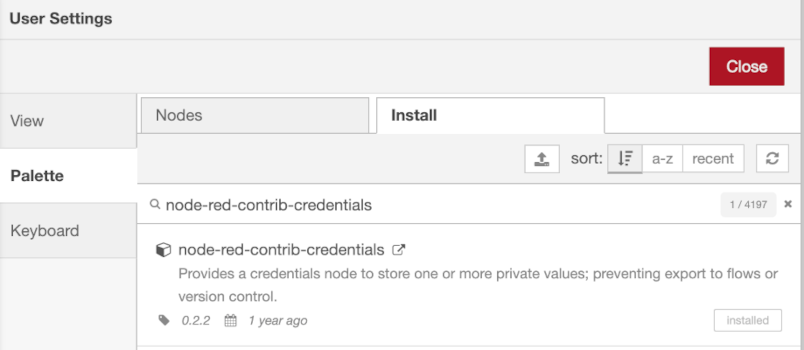 User Settings
Close
View
Palette
Keyboard
Nodes
Install
sort: a-z recent
node-red-contrib-credentials 1 / 4197 ×
node-red-contrib-credentials
Provides a credentials node to store one or more private values; preventing export to flows or
version control.
0.2.2 1 year ago
installed